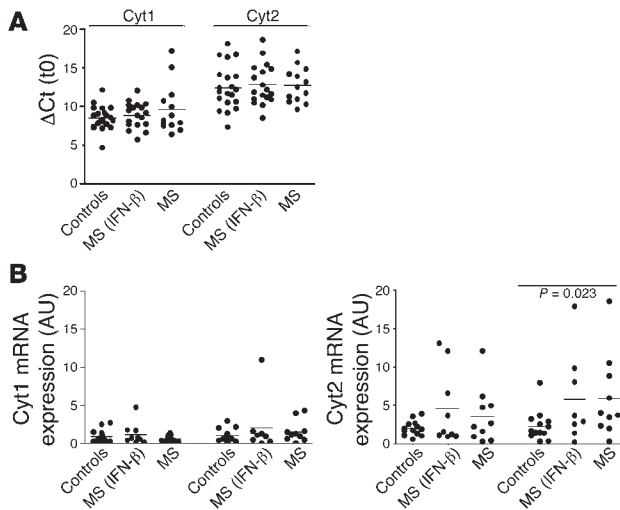 A
Cyt1
Cyt2
ΔCt (t0)
20
15
10
5
0
Controls
MS (IFN-β)
MS
Controls
MS (IFN-β)
MS
B
Cyt1 mRNA
expression (AU)
20
15
10
5
0
Controls
MS (IFN-β)
MS
Controls
MS (IFN-β)
MS
Cyt2 mRNA
expression (AU)
20
15
10
5
0
P = 0.023
Controls
MS (IFN-β)
MS
Controls
MS (IFN-β)
MS